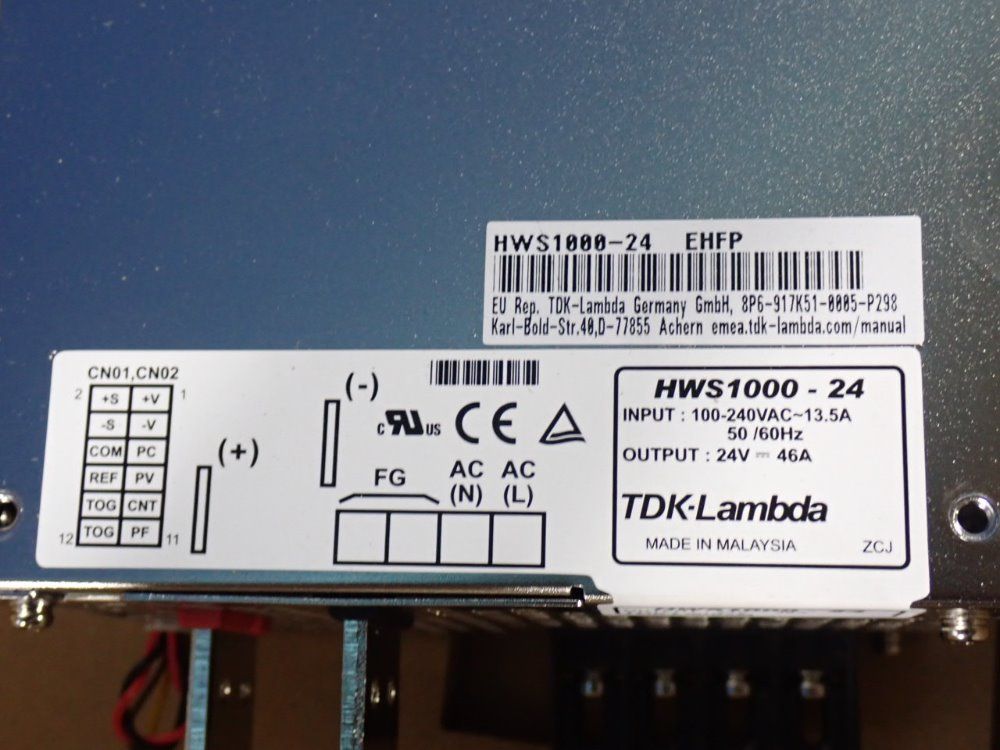 HWS1000-24 EHFP
EU Rep. TDK-Lambda Germany GmbH, 8P6-917K51-0005-P298
Karl-Bold-Str.40,D-77855 Achern emea.tdk-lambda.com/manual
CN01,CN02
2 +S +V 1
-S -V
COM PC
REF PV
TOG CNT
12 TOG PF 11
(+)
(-)
c RU US CE
FG AC (N) AC (L)
HWS1000 - 24
INPUT : 100-240VAC~13.5A
50 /60Hz
OUTPUT : 24V ⎓ 46A
TDK-Lambda
MADE IN MALAYSIA ZCJ